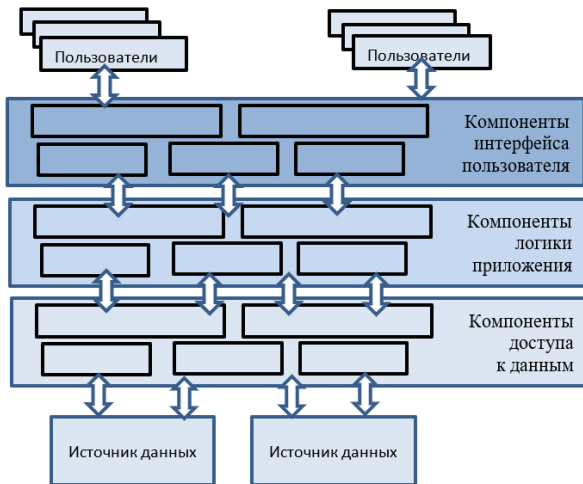 Пользователи
Пользователи
Компоненты
интерфейса
пользователя
Компоненты
логики
приложения
Компоненты
доступа
к данным
Источник данных
Источник данных